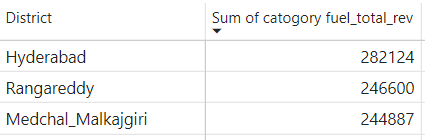 District Sum of catogory fuel_total_rev
Hyderabad 282124
Rangareddy 246600
Medchal_Malkajgiri 244887